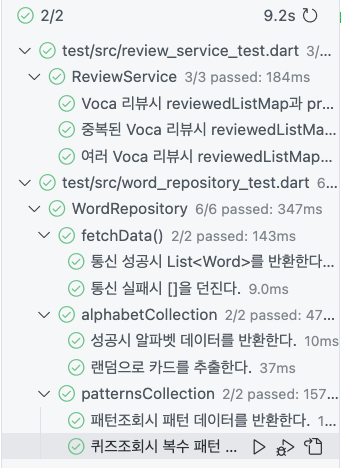 2/2 9.2s
test/src/review_service_test.dart 3/...
ReviewService 3/3 passed: 184ms
Voca 리뷰시 reviewedListMap과 pr...
중복된 Voca 리뷰시 reviewedListMa...
여러 Voca 리뷰시 reviewedListMap...
test/src/word_repository_test.dart 6...
WordRepository 6/6 passed: 347ms
fetchData() 2/2 passed: 143ms
통신 성공시 List<Word>를 반환한다...
통신 실패시 []을 던진다. 9.0ms
alphabetCollection 2/2 passed: 47...
성공시 알파벳 데이터를 반환한다. 10ms
랜덤으로 카드를 추출한다. 37ms
patternsCollection 2/2 passed: 157...
패턴조회시 패턴 데이터를 반환한다. 1...
퀴즈조회시 복수 패턴 ...